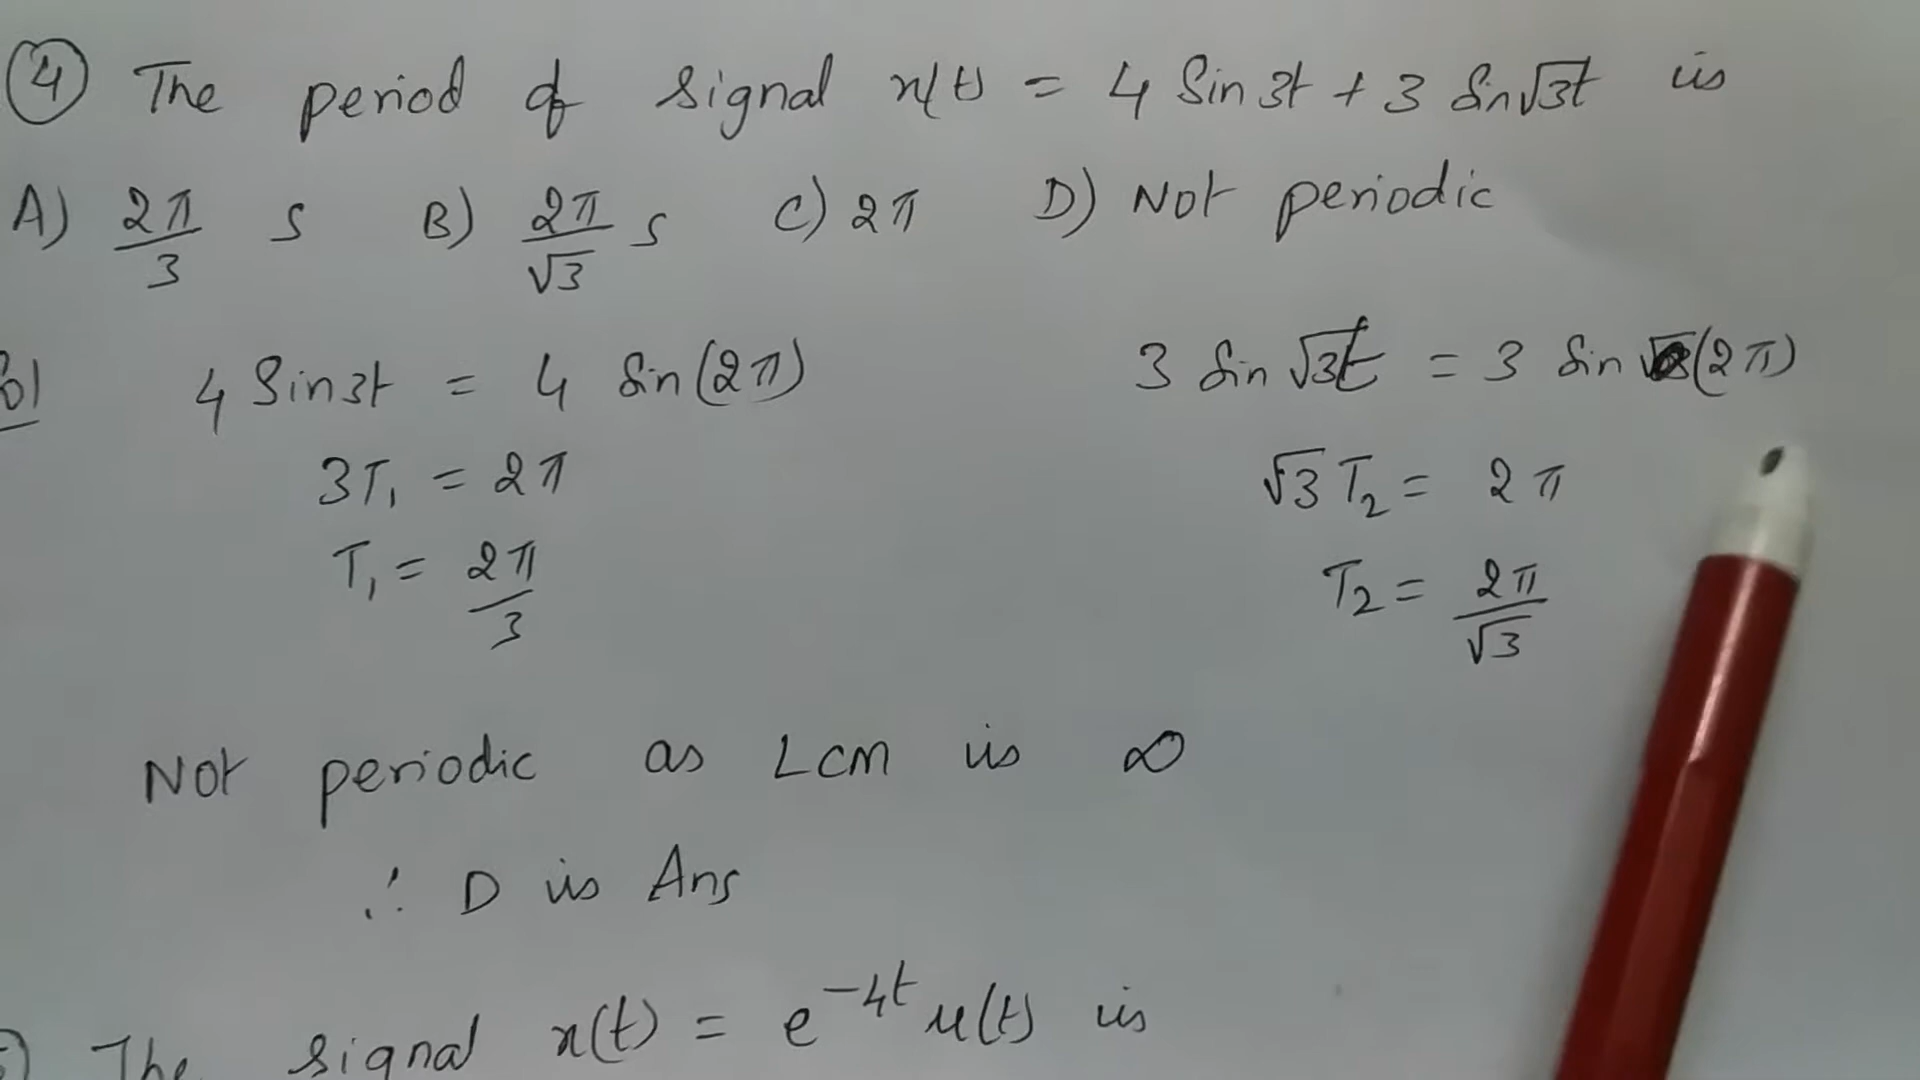 ④ The period of signal x(t) = 4 Sin 3t + 3 Sin √3t is
A) 2π/3 s B) 2π/√3 s C) 2π D) Not periodic
4 Sin 3t = 4 Sin (2π) 3 Sin √3t = 3 Sin (2π)
3T₁ = 2π √3 T₂ = 2π
T₁ = 2π/3 T₂ = 2π/√3
Not periodic as LCM is ∞
∴ D is Ans
The signal x(t) = e⁻⁴ᵗ u(t) is